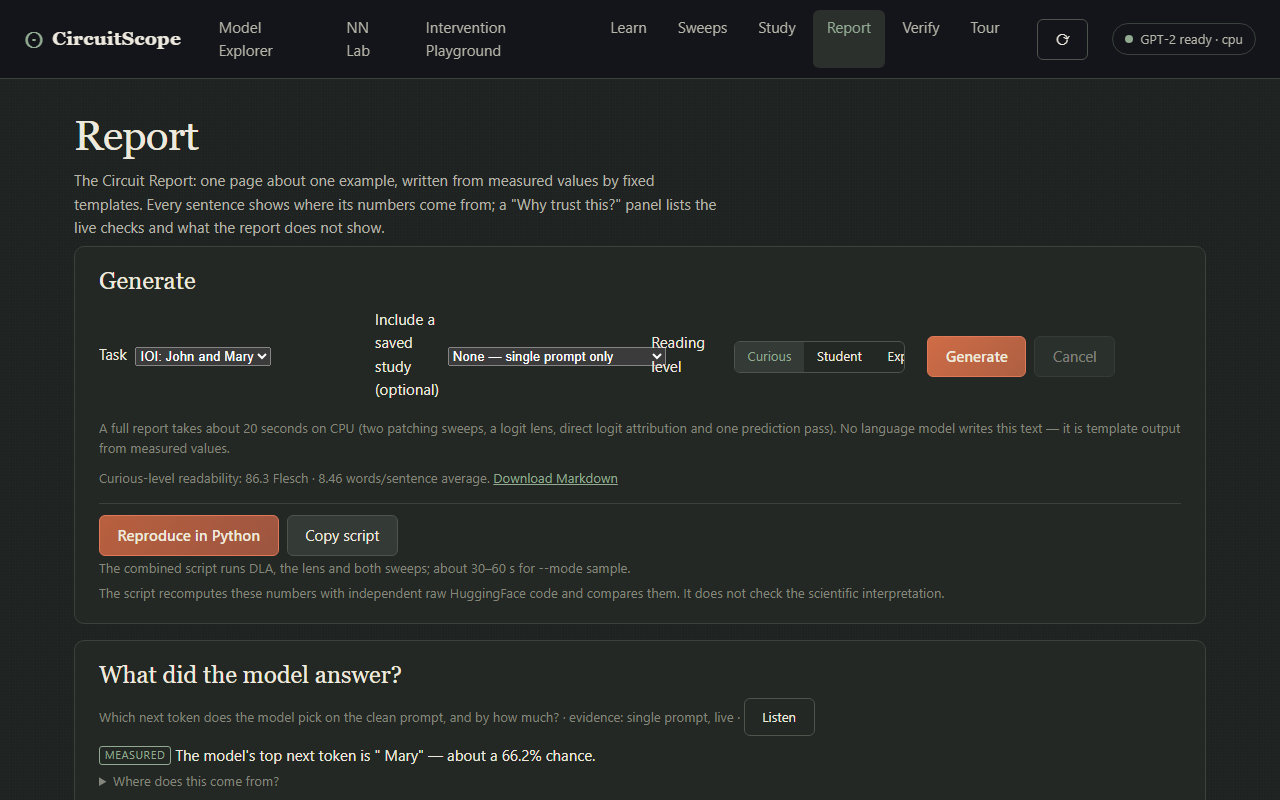 CircuitScope
Model Explorer
NN Lab
Intervention Playground
Learn
Sweeps
Study
Report
Verify
Tour
GPT-2 ready · cpu
Report
The Circuit Report: one page about one example, written from measured values by fixed
templates. Every sentence shows where its numbers come from; a "Why trust this?" panel lists the
live checks and what the report does not show.
Generate
Task
IOI: John and Mary
Include a saved study (optional)
None — single prompt only
Reading level
Curious
Student
Exp
Generate
Cancel
A full report takes about 20 seconds on CPU (two patching sweeps, a logit lens, direct logit attribution and one prediction pass). No language model writes this text — it is template output
from measured values.
Curious-level readability: 86.3 Flesch · 8.46 words/sentence average. Download Markdown
Reproduce in Python
Copy script
The combined script runs DLA, the lens and both sweeps; about 30–60 s for --mode sample.
The script recomputes these numbers with independent raw HuggingFace code and compares them. It does not check the scientific interpretation.
What did the model answer?
Which next token does the model pick on the clean prompt, and by how much? · evidence: single prompt, live · Listen
MEASURED The model's top next token is " Mary" — about a 66.2% chance.
Where does this come from?